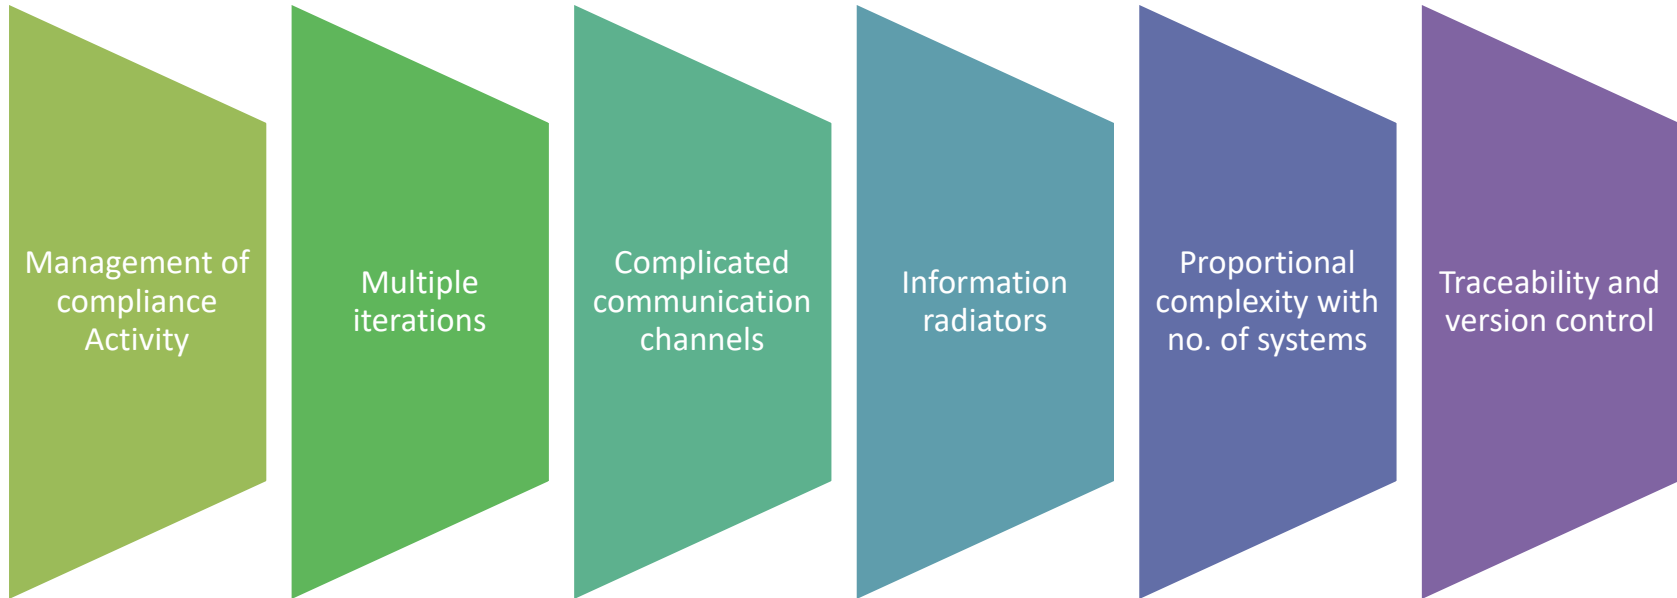 Management of
compliance
Activity
Multiple
iterations
Complicated
communication
channels
Information
radiators
Proportional
complexity with
no. of systems
Traceability and
version control